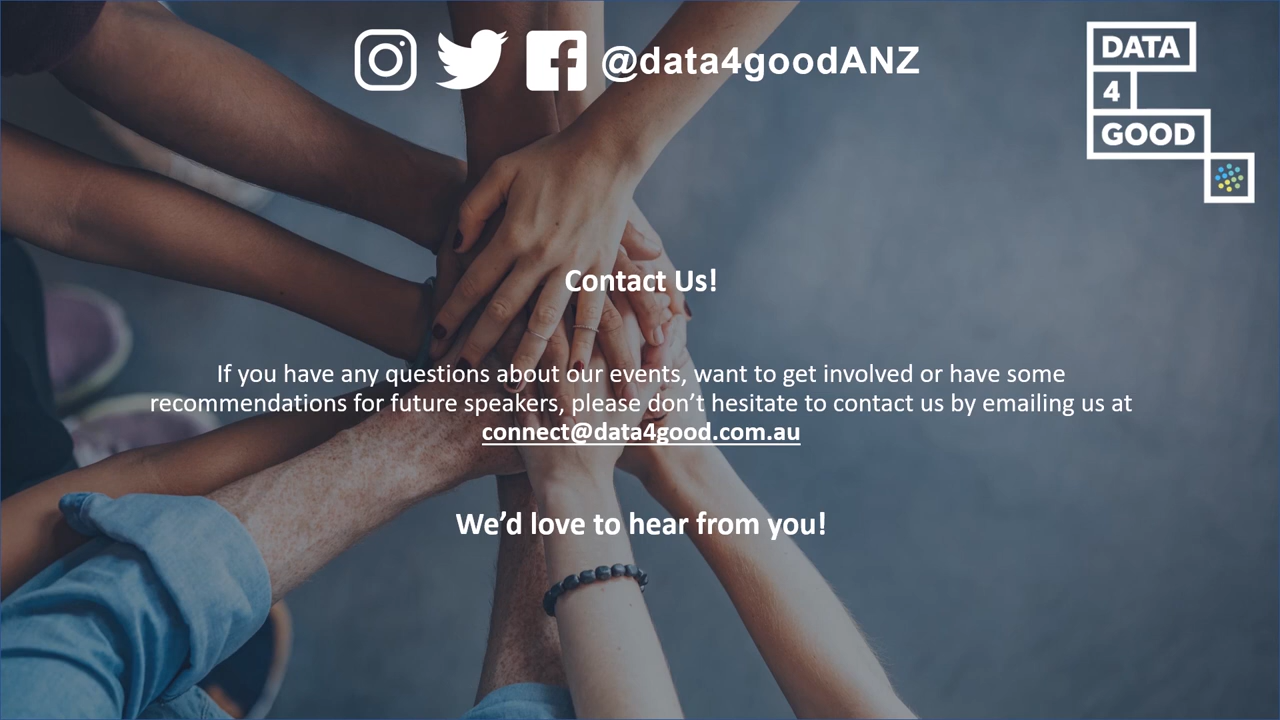 @data4goodANZ
DATA
4
GOOD
Contact Us!
If you have any questions about our events, want to get involved or have some
recommendations for future speakers, please don’t hesitate to contact us by emailing us at
connect@data4good.com.au
We’d love to hear from you!